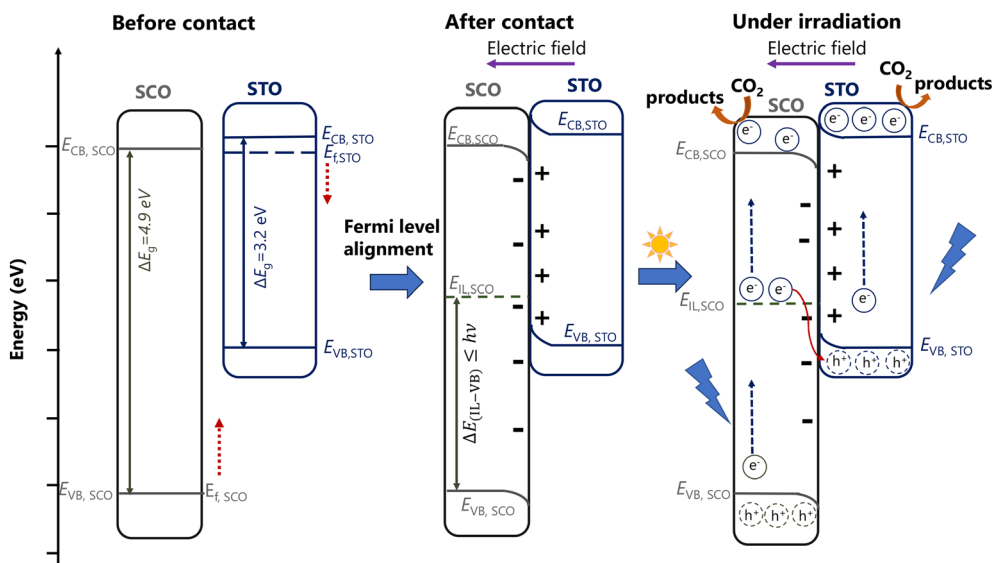 Before contact
After contact
Under irradiation
Energy (eV)
SCO
STO
E_CB, SCO
E_CB, STO
E_f,STO
ΔE_g=4.9 eV
ΔE_g=3.2 eV
E_VB,STO
E_VB, SCO
E_f, SCO
Fermi level
alignment
Electric field
SCO
STO
E_CB,SCO
E_CB,STO
-
+
-
+
+
-
+
-
-
E_IL,SCO
ΔE_(IL−VB) ≤ hν
E_VB, STO
E_VB, SCO
Electric field
CO₂
products
SCO
STO
CO₂
products
e⁻
e⁻
e⁻
e⁻
e⁻
E_CB,SCO
E_CB,STO
+
-
+
-
+
+
-
-
-
e⁻
e⁻
e⁻
E_IL,SCO
E_VB, STO
h⁺
h⁺
h⁺
e⁻
E_VB, SCO
h⁺
h⁺
h⁺